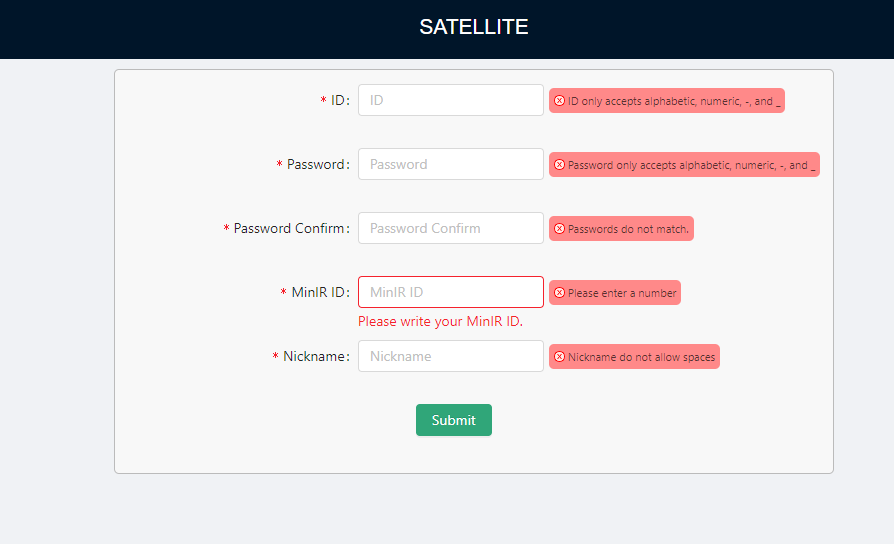 SATELLITE
* ID: ID ID only accepts alphabetic, numeric, -, and _
* Password: Password Password only accepts alphabetic, numeric, -, and _
* Password Confirm: Password Confirm Passwords do not match.
* MinIR ID: MinIR ID Please enter a number
Please write your MinIR ID.
* Nickname: Nickname Nickname do not allow spaces
Submit